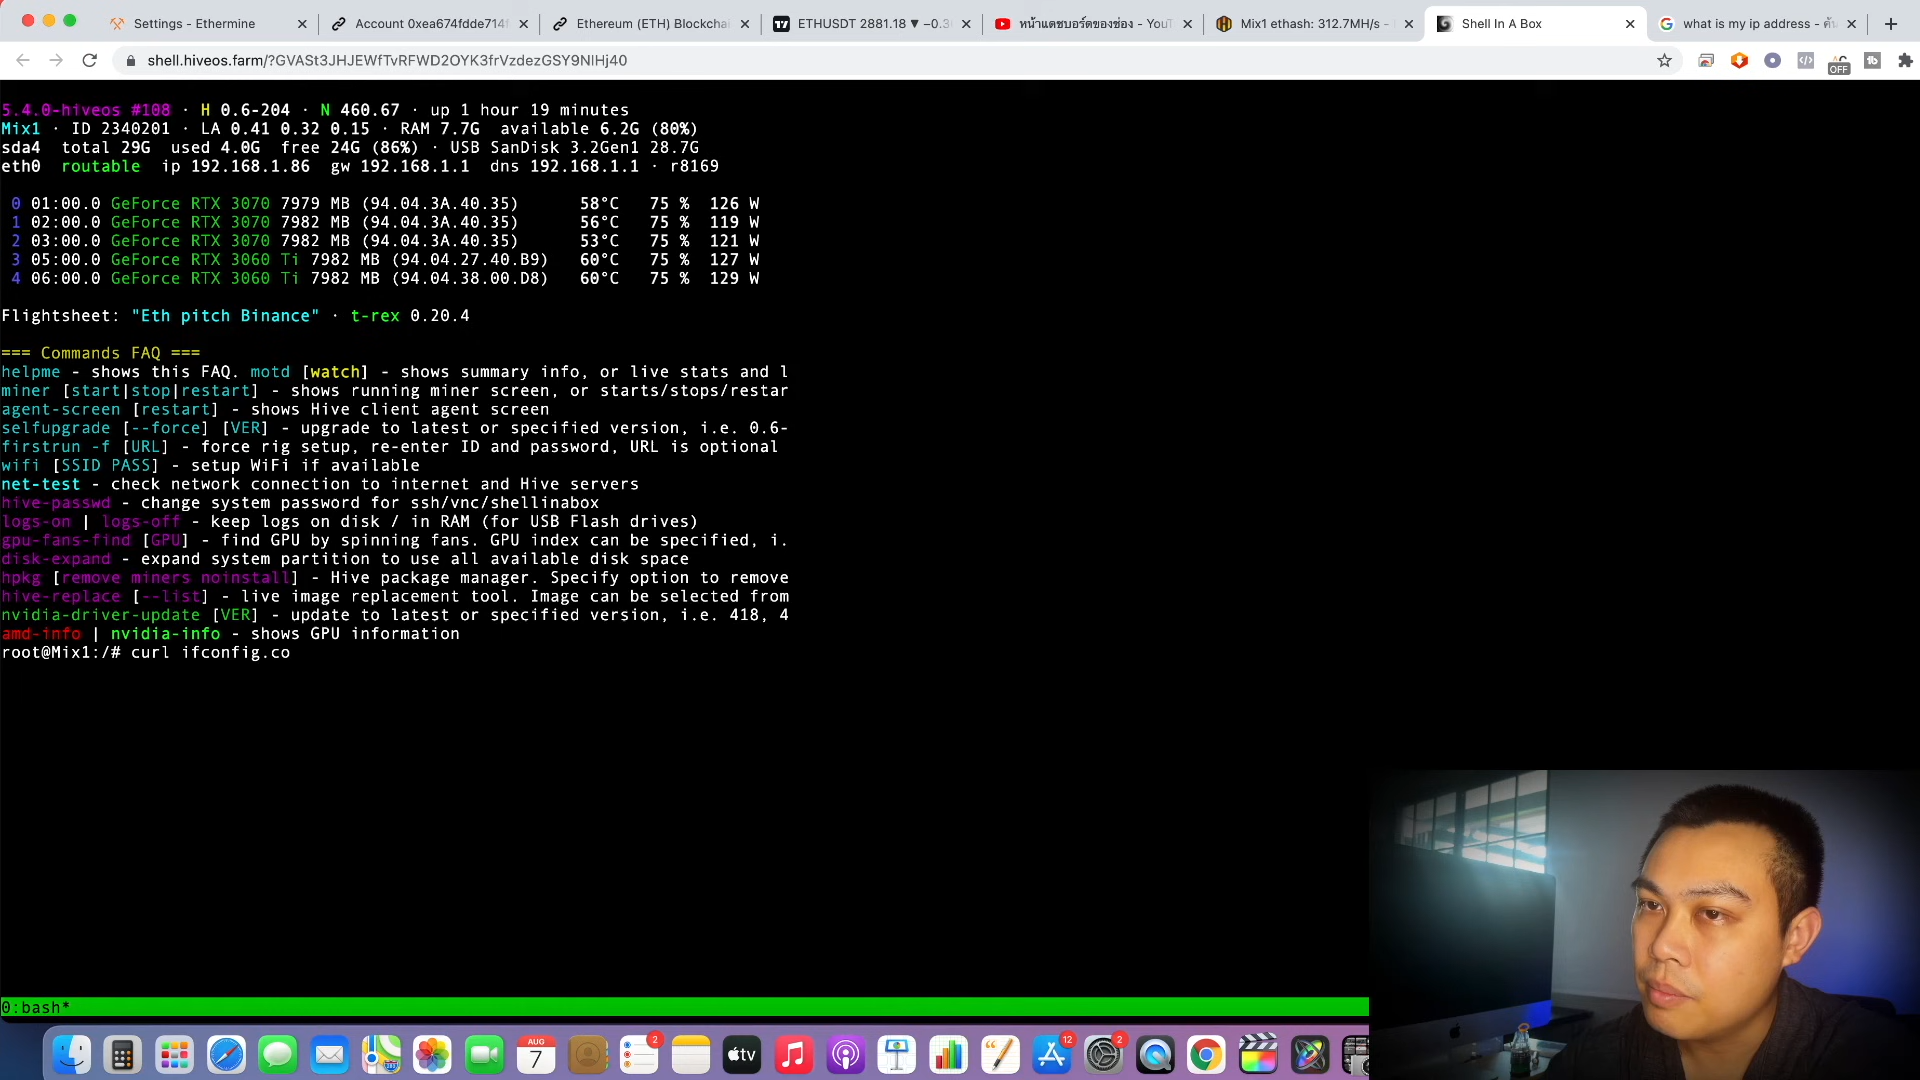 Settings - Ethermine
Account 0xea674fdde714f
Ethereum (ETH) Blockchai
ETHUSDT 2881.18 ▼ −0.3
หน้าแดชบอร์ดของช่อง - YouT
Mix1 ethash: 312.7MH/s -
Shell In A Box
what is my ip address - ค้น
shell.hiveos.farm/?GVASt3JHJEWfTvRFWD2OYK3frVzdezGSY9NIHj40
OFF
5.4.0-hiveos #108 · H 0.6-204 · N 460.67 · up 1 hour 19 minutes
Mix1 · ID 2340201 · LA 0.41 0.32 0.15 · RAM 7.7G available 6.2G (80%)
sda4 total 29G used 4.0G free 24G (86%) · USB SanDisk 3.2Gen1 28.7G
eth0 routable ip 192.168.1.86 gw 192.168.1.1 dns 192.168.1.1 · r8169
0 01:00.0 GeForce RTX 3070 7979 MB (94.04.3A.40.35) 58°C 75 % 126 W
1 02:00.0 GeForce RTX 3070 7982 MB (94.04.3A.40.35) 56°C 75 % 119 W
2 03:00.0 GeForce RTX 3070 7982 MB (94.04.3A.40.35) 53°C 75 % 121 W
3 05:00.0 GeForce RTX 3060 Ti 7982 MB (94.04.27.40.B9) 60°C 75 % 127 W
4 06:00.0 GeForce RTX 3060 Ti 7982 MB (94.04.38.00.D8) 60°C 75 % 129 W
Flightsheet: "Eth pitch Binance" · t-rex 0.20.4
=== Commands FAQ ===
helpme - shows this FAQ. motd [watch] - shows summary info, or live stats and l
miner [start|stop|restart] - shows running miner screen, or starts/stops/restar
agent-screen [restart] - shows Hive client agent screen
selfupgrade [--force] [VER] - upgrade to latest or specified version, i.e. 0.6-
firstrun -f [URL] - force rig setup, re-enter ID and password, URL is optional
wifi [SSID PASS] - setup WiFi if available
net-test - check network connection to internet and Hive servers
hive-passwd - change system password for ssh/vnc/shellinabox
logs-on | logs-off - keep logs on disk / in RAM (for USB Flash drives)
gpu-fans-find [GPU] - find GPU by spinning fans. GPU index can be specified, i.
disk-expand - expand system partition to use all available disk space
hpkg [remove miners noinstall] - Hive package manager. Specify option to remove
hive-replace [--list] - live image replacement tool. Image can be selected from
nvidia-driver-update [VER] - update to latest or specified version, i.e. 418, 4
amd-info | nvidia-info - shows GPU information
root@Mix1:/# curl ifconfig.co
0:bash*
AUG
7
2
tv
12
2